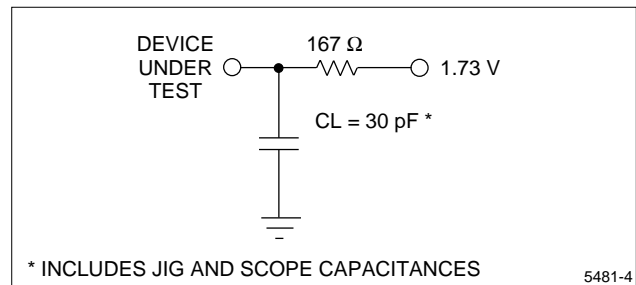 DEVICE
UNDER
TEST
167 Ω
1.73 V
CL = 30 pF *
* INCLUDES JIG AND SCOPE CAPACITANCES
5481-4